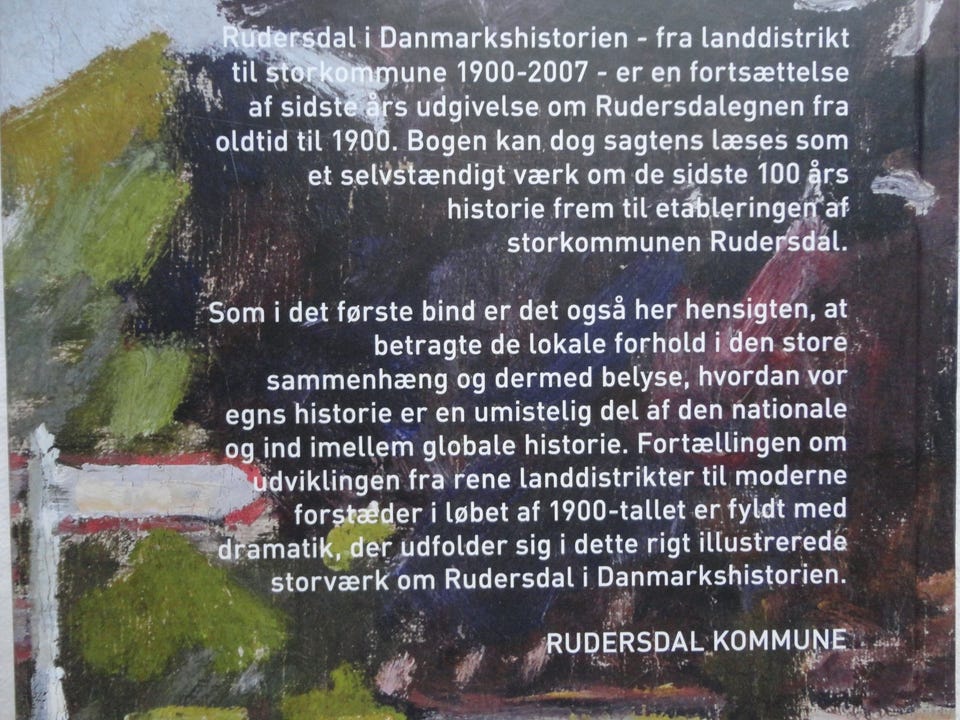 Rudersdal i Danmarkshistorien - fra landdistrikt
til storkommune 1900-2007 - er en fortsættelse
af sidste års udgivelse om Rudersdalegnen fra
oldtid til 1900. Bogen kan dog sagtens læses som
et selvstændigt værk om de sidste 100 års
historie frem til etableringen af
storkommunen Rudersdal.
Som i det første bind er det også her hensigten, at
betragte de lokale forhold i den store
sammenhæng og dermed belyse, hvordan vor
egns historie er en umistelig del af den nationale
og ind imellem globale historie. Fortællingen om
udviklingen fra rene landdistrikter til moderne
forstæder i løbet af 1900-tallet er fyldt med
dramatik, der udfolder sig i dette rigt illustrerede
storværk om Rudersdal i Danmarkshistorien.
RUDERSDAL KOMMUNE